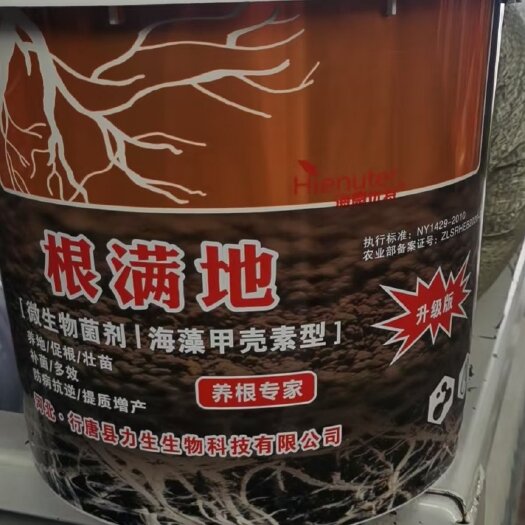 Hienuter
执行标准：NY1429-2010
农业部备案证号：ZLSRHEB2020
根满地
升级版
[微生物菌剂|海藻甲壳素型]
养地/促根/壮苗
补菌/多效
防病抗逆/提质增产
养根专家
河北·行唐县力生生物科技有限公司